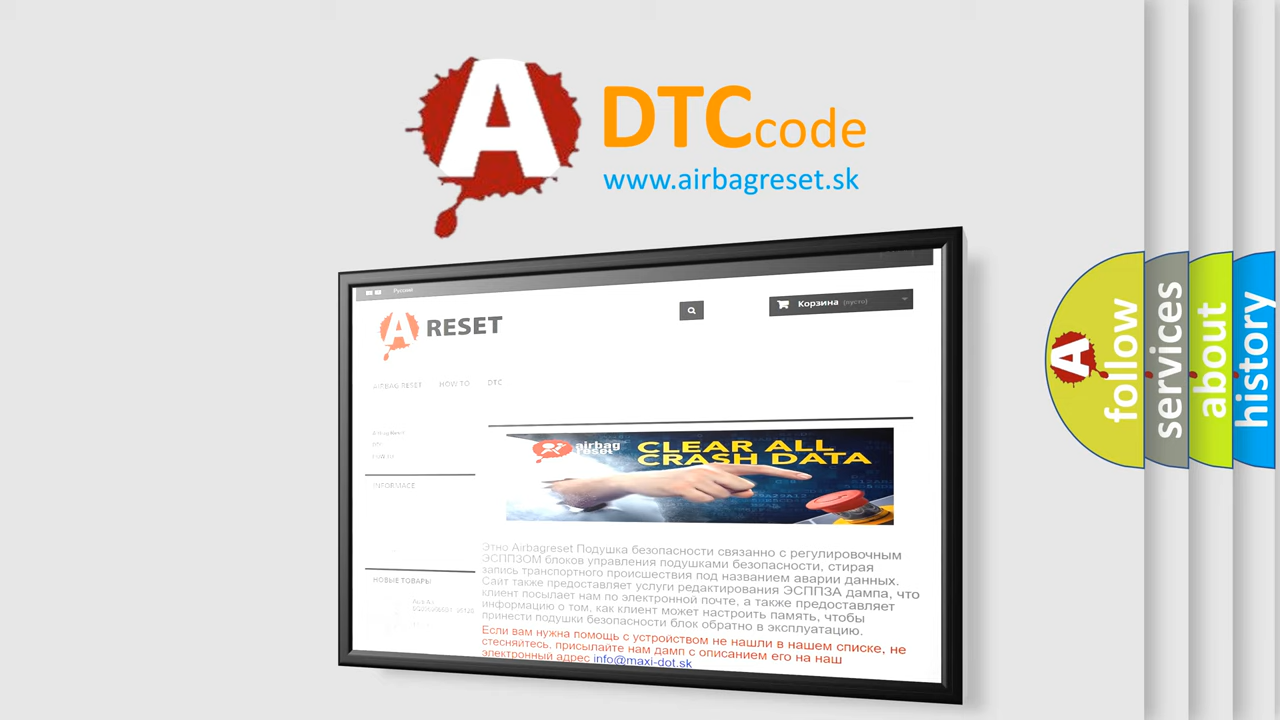 A
DTCcode
www.airbagreset.sk
Русский
A RESET
Корзина (пусто)
AIRBAG RESET HOW TO DTC
INFORMACE
НОВЫЕ ТОВАРЫ
airbag
reset
CLEAR ALL
CRASH DATA
Этно Airbagreset Подушка безопасности связанно с регулировочным
ЭСППЗОМ блоков управления подушками безопасности, стирая
запись транспортного происшествия под названием аварии данных.
Сайт также предоставляет услуги редактирования ЭСППЗА дампа, что
клиент посылает нам по электронной почте, а также предоставляет
информацию о том, как клиент может настроить память, чтобы
принести подушки безопасности блок обратно в эксплуатацию.
Если вам нужна помощь с устройством не нашли в нашем списке, не
стесняйтесь, присылайте нам дамп с описанием его на наш
электронный адрес info@maxi-dot.sk
A
follow
services
about
history